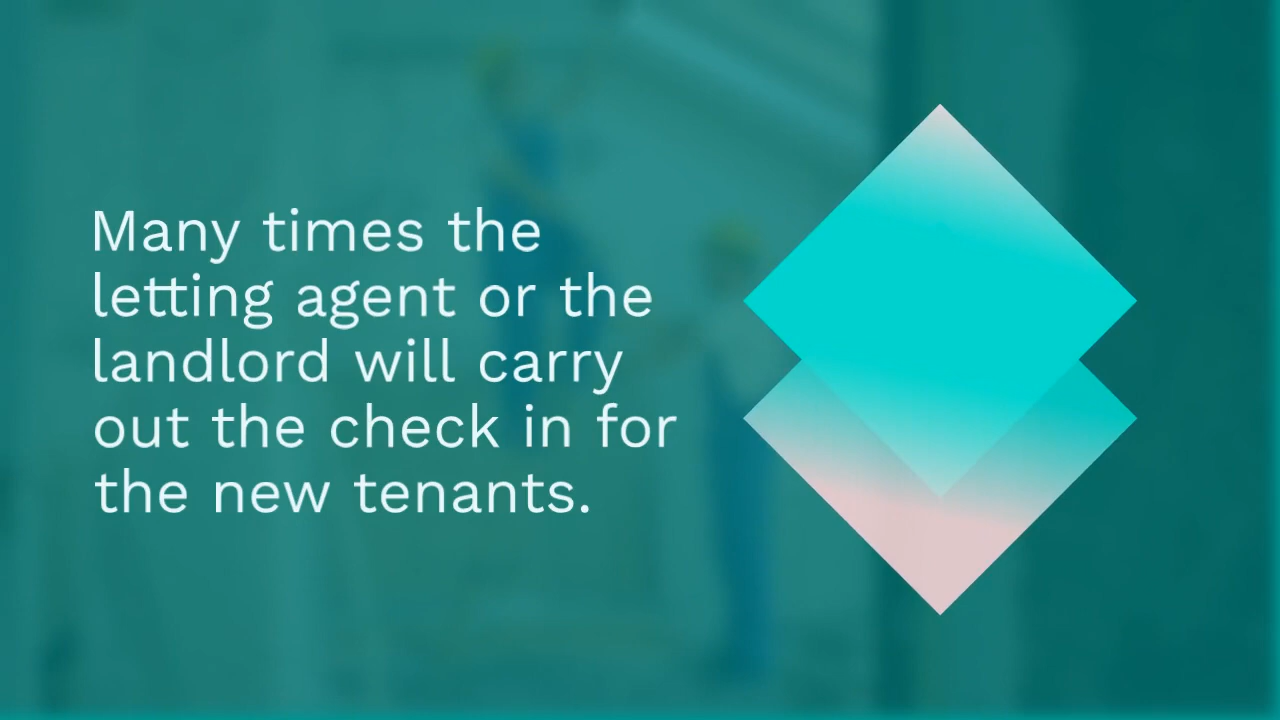 Many times the
letting agent or the
landlord will carry
out the check in for
the new tenants.